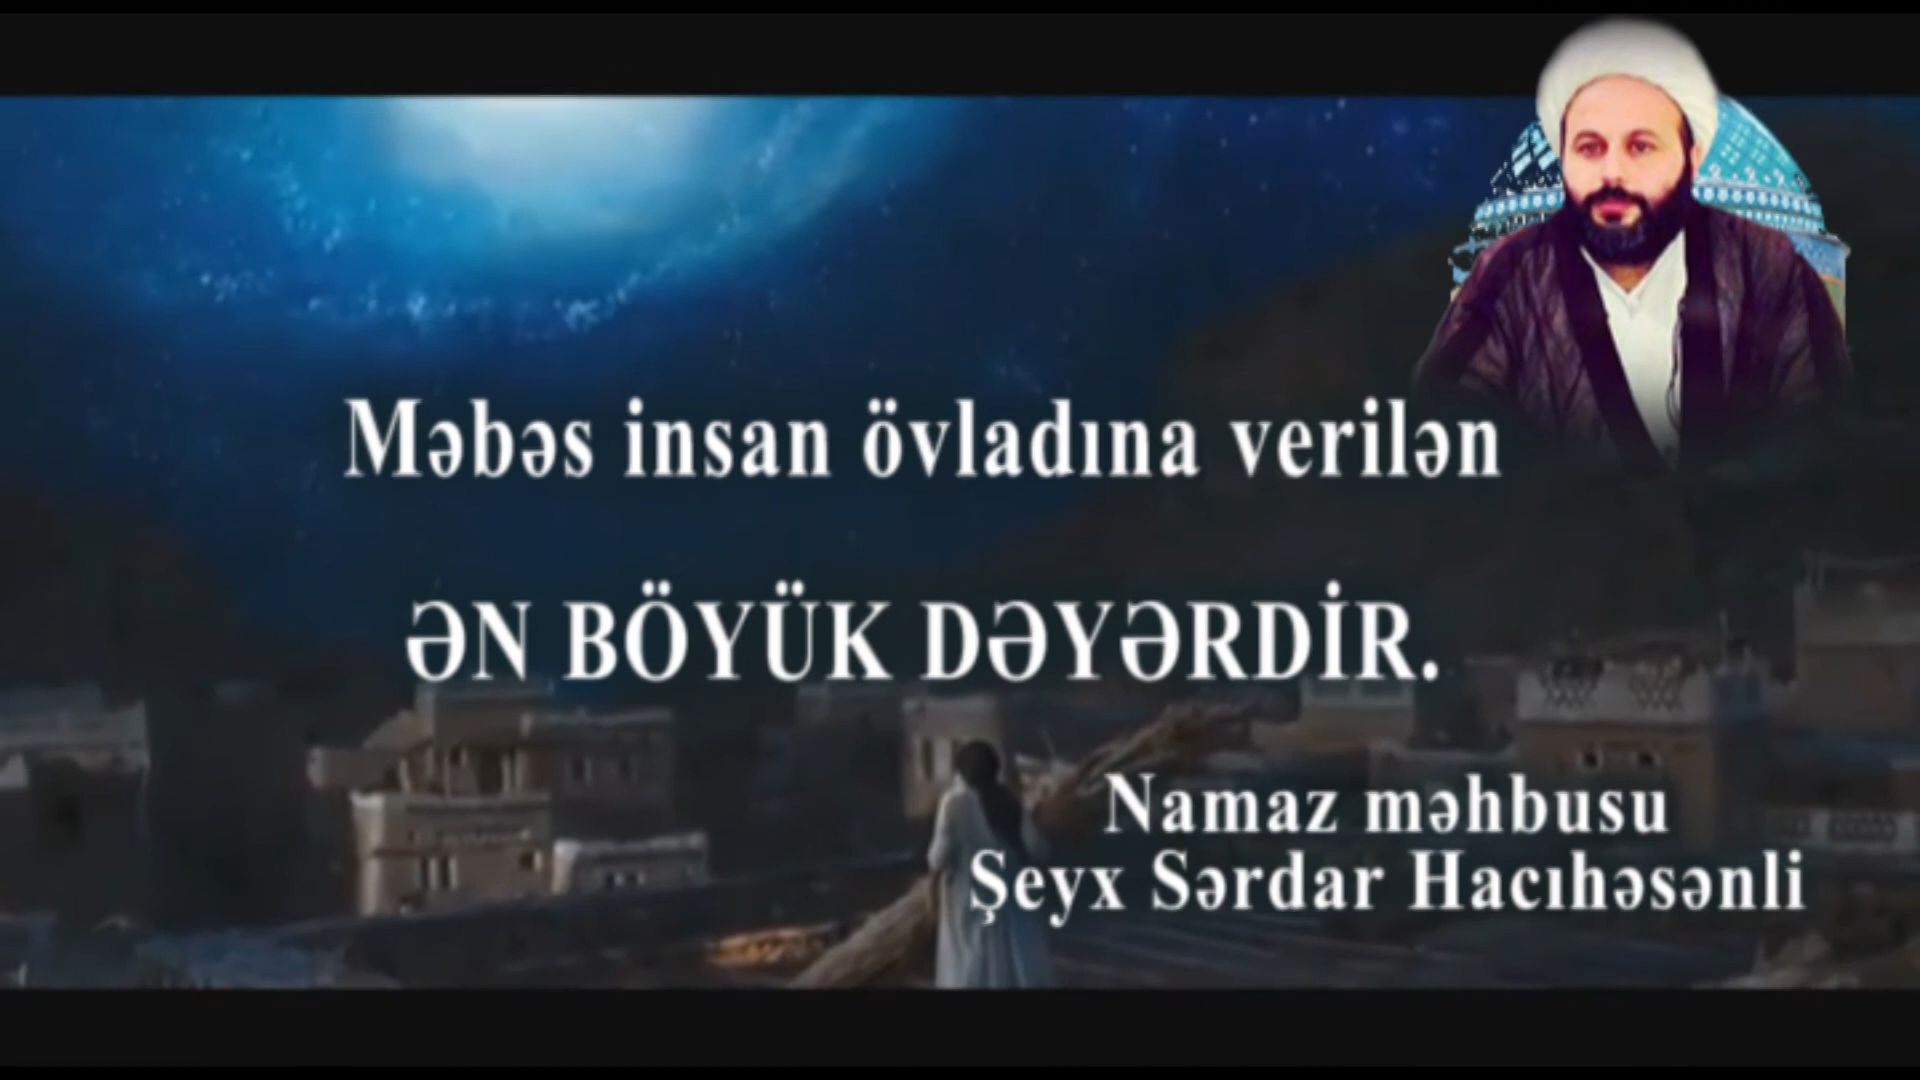 Məbəs insan övladına verilən
ƏN BÖYÜK DƏYƏRDİR.
Namaz məhbusu
Şeyx Sərdar Hacıhəsənli